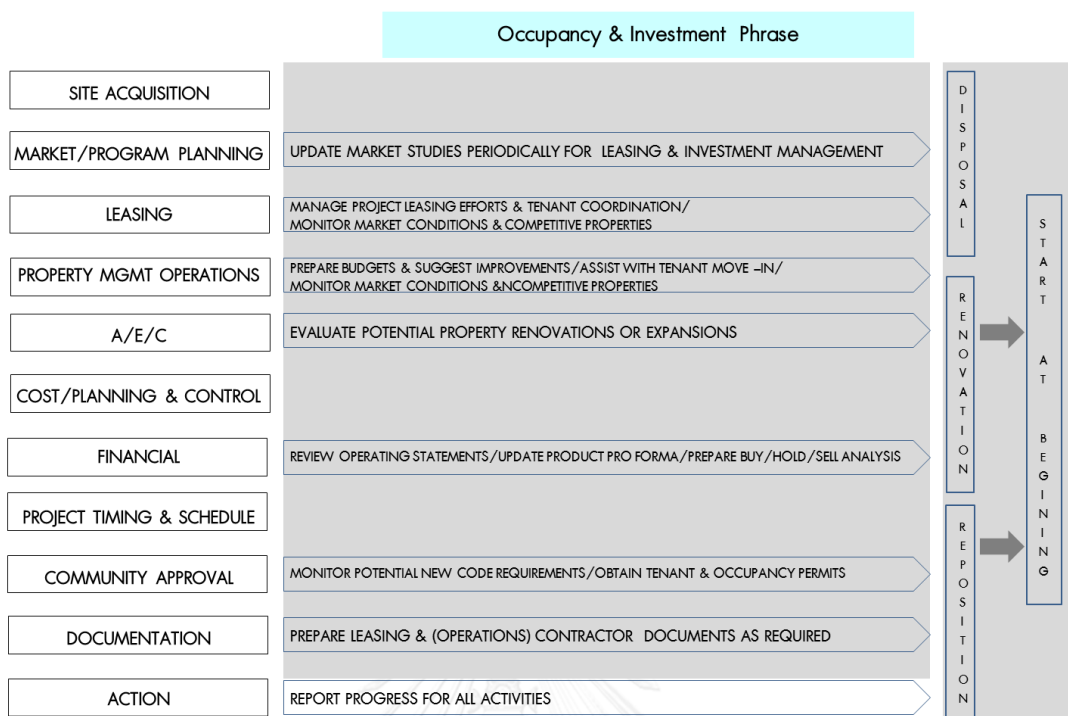 Occupancy & Investment Phrase
SITE ACQUISITION
MARKET/PROGRAM PLANNING
UPDATE MARKET STUDIES PERIODICALLY FOR LEASING & INVESTMENT MANAGEMENT
LEASING
MANAGE PROJECT LEASING EFFORTS & TENANT COORDINATION/
MONITOR MARKET CONDITIONS & COMPETITIVE PROPERTIES
PROPERTY MGMT OPERATIONS
PREPARE BUDGETS & SUGGEST IMPROVEMENTS/ASSIST WITH TENANT MOVE –IN/
MONITOR MARKET CONDITIONS &NCOMPETITIVE PROPERTIES
A/E/C
EVALUATE POTENTIAL PROPERTY RENOVATIONS OR EXPANSIONS
COST/PLANNING & CONTROL
FINANCIAL
REVIEW OPERATING STATEMENTS/UPDATE PRODUCT PRO FORMA/PREPARE BUY/HOLD/SELL ANALYSIS
PROJECT TIMING & SCHEDULE
COMMUNITY APPROVAL
MONITOR POTENTIAL NEW CODE REQUIREMENTS/OBTAIN TENANT & OCCUPANCY PERMITS
DOCUMENTATION
PREPARE LEASING & (OPERATIONS) CONTRACTOR DOCUMENTS AS REQUIRED
ACTION
REPORT PROGRESS FOR ALL ACTIVITIES
DISPOSAL
RENOVATION
REPOSITION
START AT BEGINING